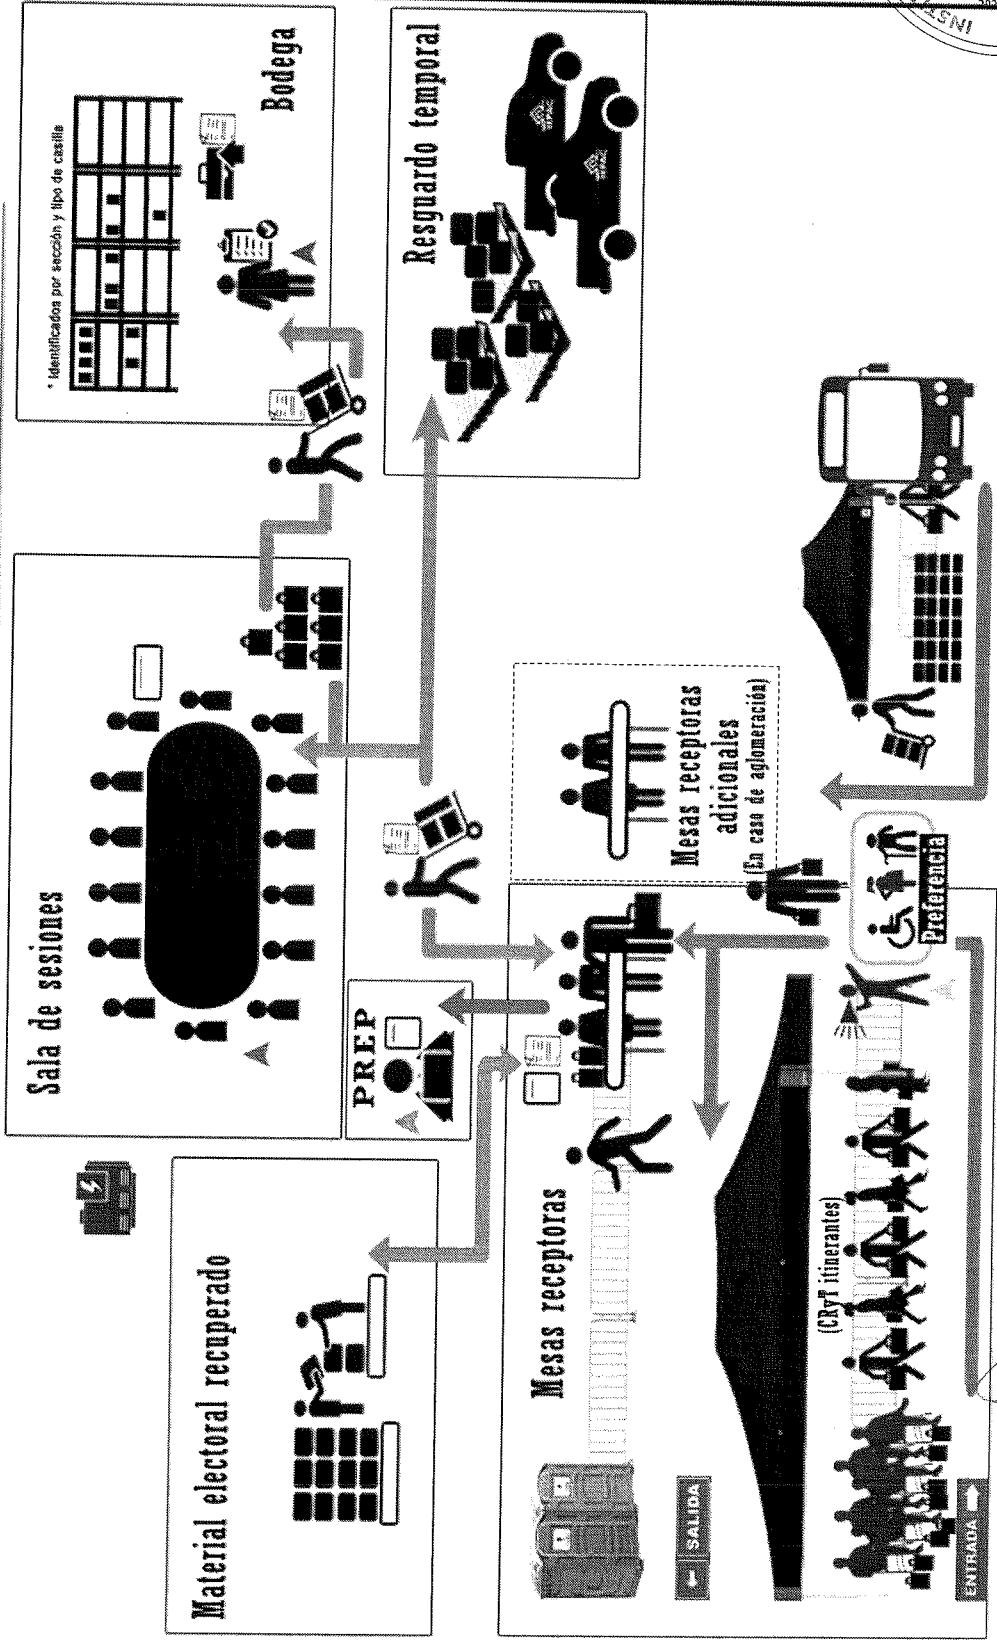 Material electoral recuperado
Sala de sesiones
* Identificados por sección y tipo de casilla
Bodega
PREP
Resguardo temporal
Mesas receptoras
Mesas receptoras
adicionales
(En caso de aglomeración)
SALIDA
(CRyT itinerantes)
Preferencia
ENTRADA